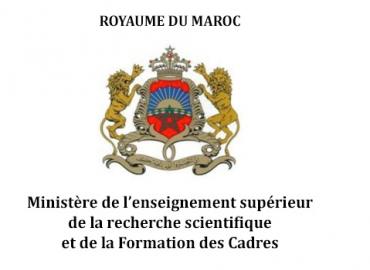 ROYAUME DU MAROC
Ministère de l’enseignement supérieur
de la recherche scientifique
et de la Formation des Cadres